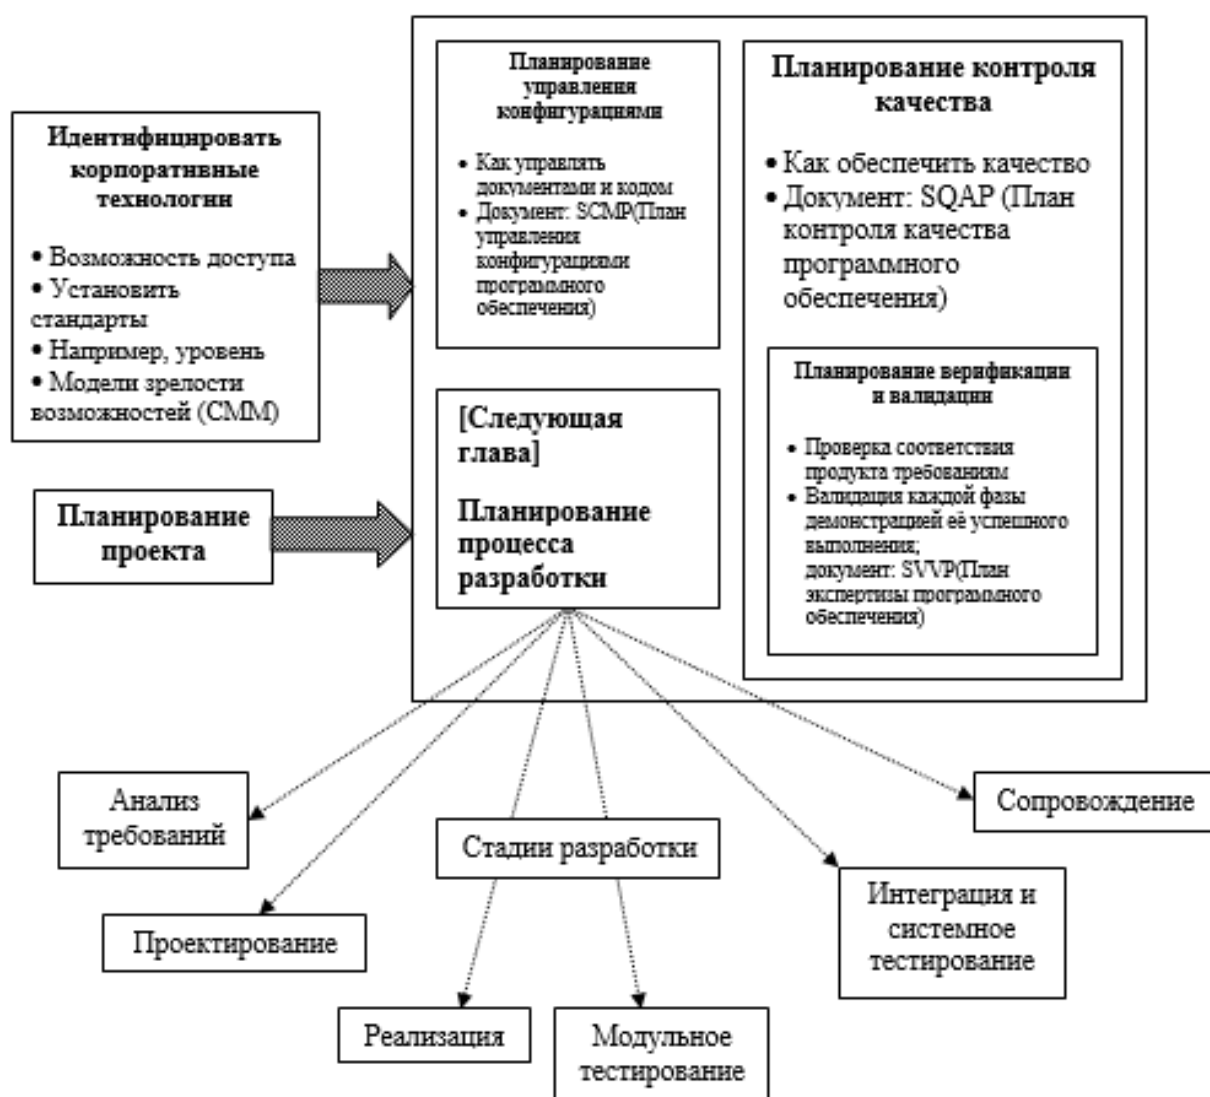 Идентифицировать
корпоративные
технологии
• Возможность доступа
• Установить
стандарты
• Например, уровень
• Модели зрелости
возможностей (СММ)
Планирование
проекта
Планирование
управления
конфигурациями
• Как управлять
документами и кодом
• Документ: SCMP(План
управления
конфигурациями
программного
обеспечения)
[Следующая
глава]
Планирование
процесса
разработки
Планирование контроля
качества
• Как обеспечить качество
• Документ: SQAP (План
контроля качества
программного
обеспечения)
Планирование верификации
и валидации
• Проверка соответствия
продукта требованиям
• Валидация каждой фазы
демонстрацией её успешного
выполнения;
документ: SVVP(План
экспертизы программного
обеспечения)
Анализ
требований
Проектирование
Стадии разработки
Реализация
Модульное
тестирование
Интеграция и
системное
тестирование
Сопровождение